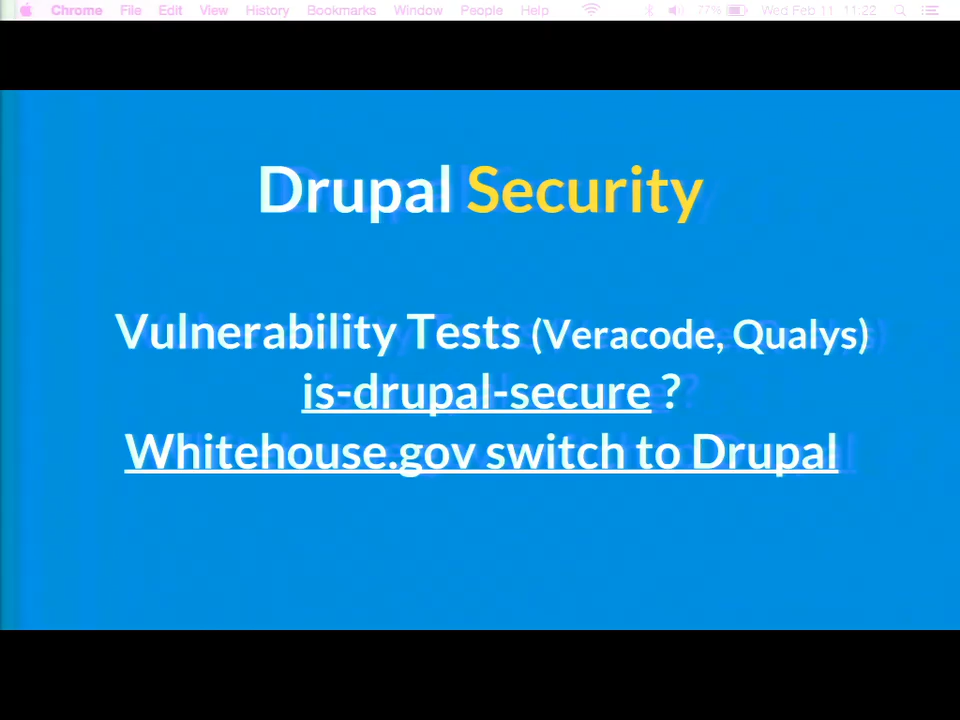 Chrome File Edit View History Bookmarks Window People Help 77% Wed Feb 11 11:22
Drupal Security
Vulnerability Tests (Veracode, Qualys)
is-drupal-secure ?
Whitehouse.gov switch to Drupal